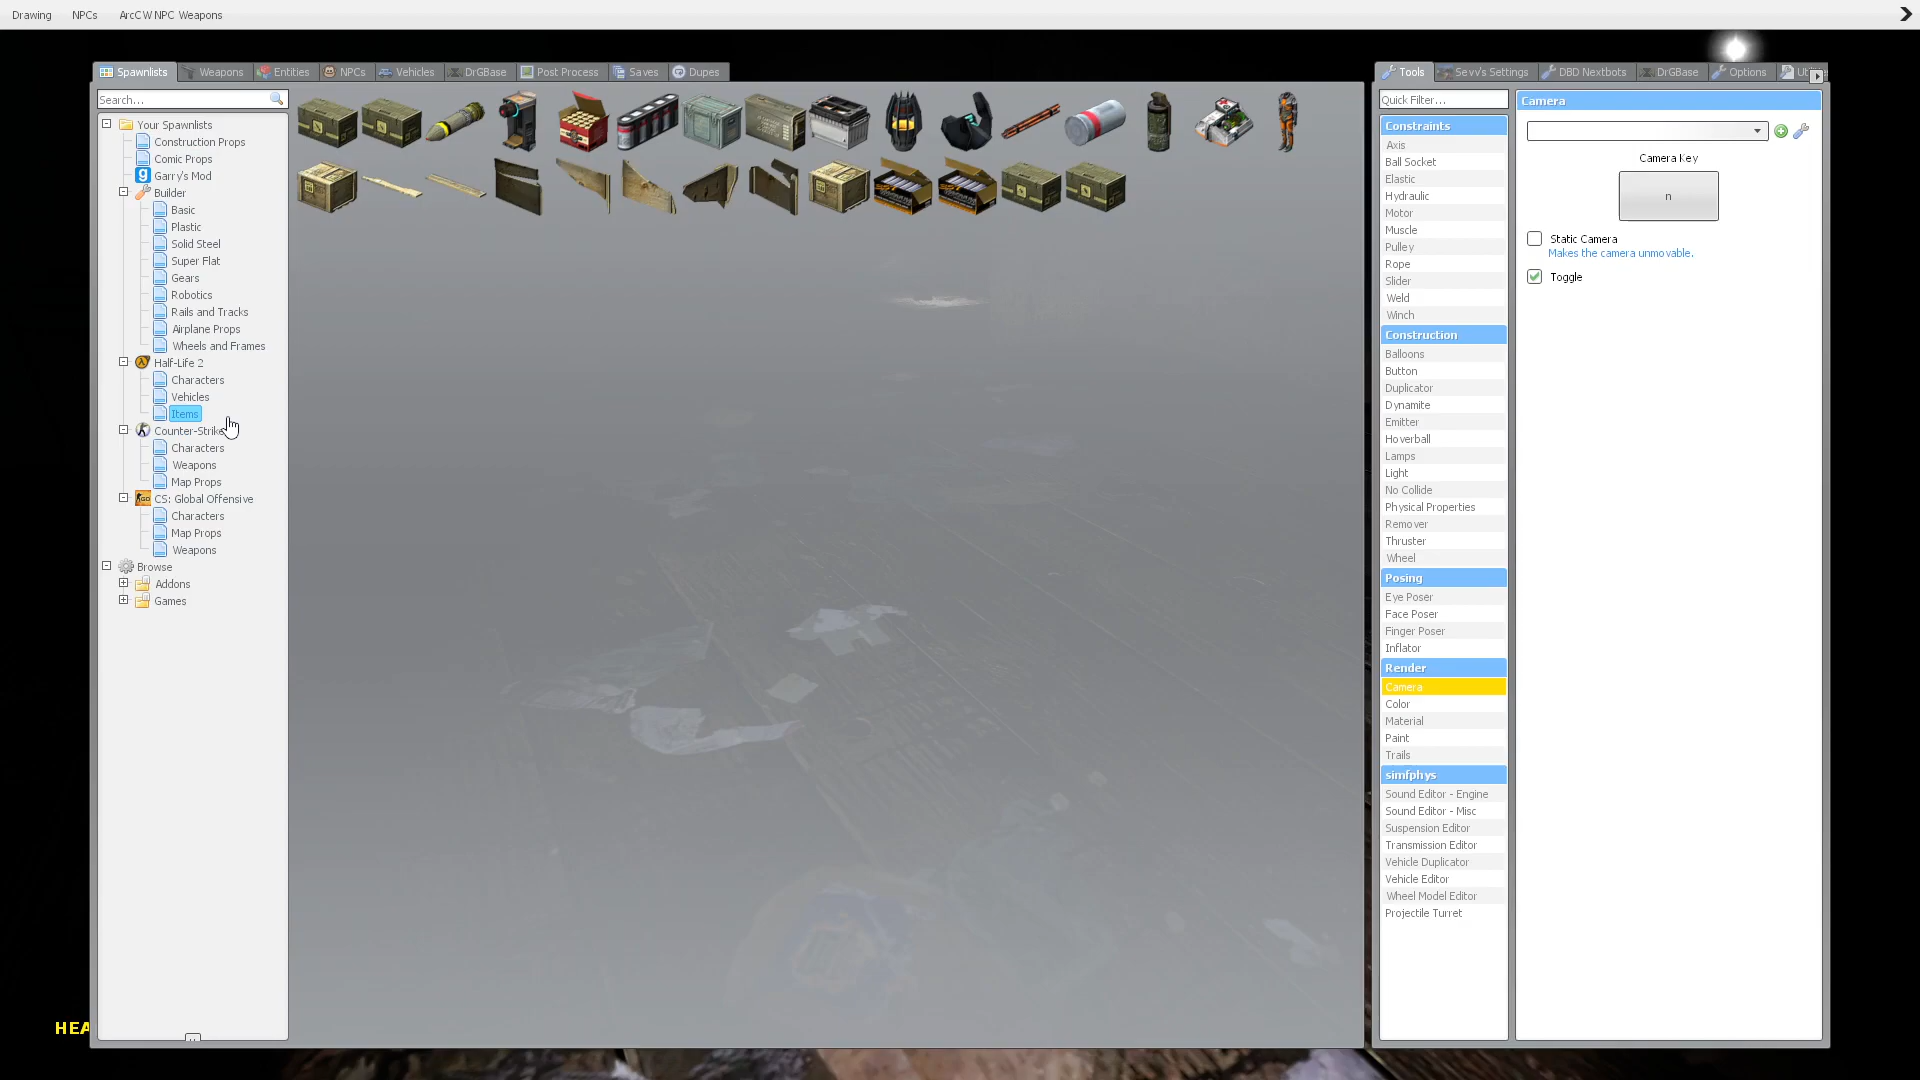 Drawing NPCs ArcCW NPC Weapons
Spawnlists Weapons Entities NPCs Vehicles DrGBase Post Process Saves Dupes
Search...
Your Spawnlists
Construction Props
Comic Props
Garry's Mod
Builder
Basic
Plastic
Solid Steel
Super Flat
Gears
Robotics
Rails and Tracks
Airplane Props
Wheels and Frames
Half-Life 2
Characters
Vehicles
Items
Counter-Strike
Characters
Weapons
Map Props
CS: Global Offensive
Characters
Map Props
Weapons
Browse
Addons
Games
HEA
Tools Sevv's Settings DBD Nextbots DrGBase Options Uti
Quick Filter...
Constraints
Axis
Ball Socket
Elastic
Hydraulic
Motor
Muscle
Pulley
Rope
Slider
Weld
Winch
Construction
Balloons
Button
Duplicator
Dynamite
Emitter
Hoverball
Lamps
Light
No Collide
Physical Properties
Remover
Thruster
Wheel
Posing
Eye Poser
Face Poser
Finger Poser
Inflator
Render
Camera
Color
Material
Paint
Trails
simfphys
Sound Editor - Engine
Sound Editor - Misc
Suspension Editor
Transmission Editor
Vehicle Duplicator
Vehicle Editor
Wheel Model Editor
Projectile Turret
Camera
Camera Key
n
Static Camera
Makes the camera unmovable.
Toggle